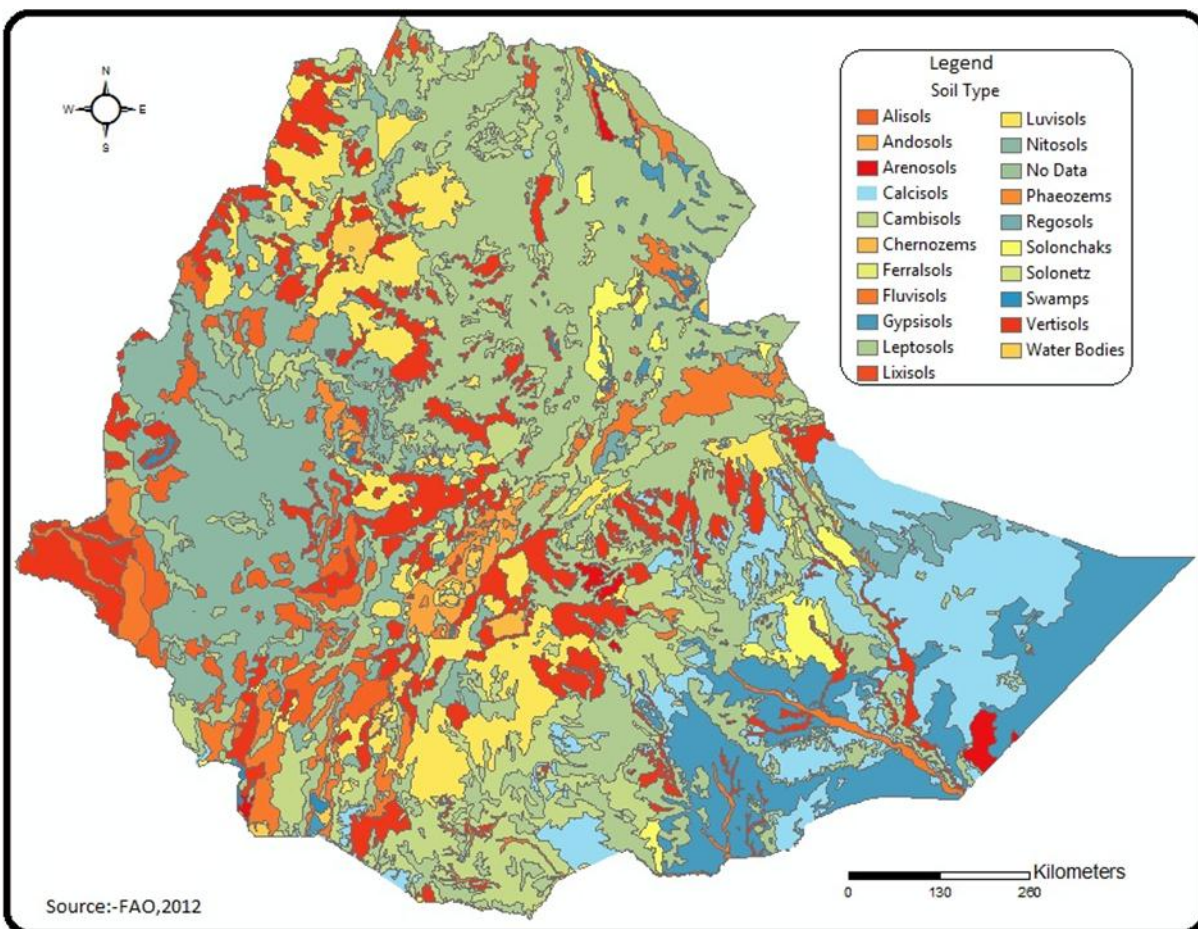 N
W E
S
Legend
Soil Type
Alisols
Andosols
Arenosols
Calcisols
Cambisols
Chernozems
Ferralsols
Fluvisols
Gypsisols
Leptosols
Lixisols
Luvisols
Nitosols
No Data
Phaeozems
Regosols
Solonchaks
Solonetz
Swamps
Vertisols
Water Bodies
Kilometers
0 130 260
Source:-FAO,2012